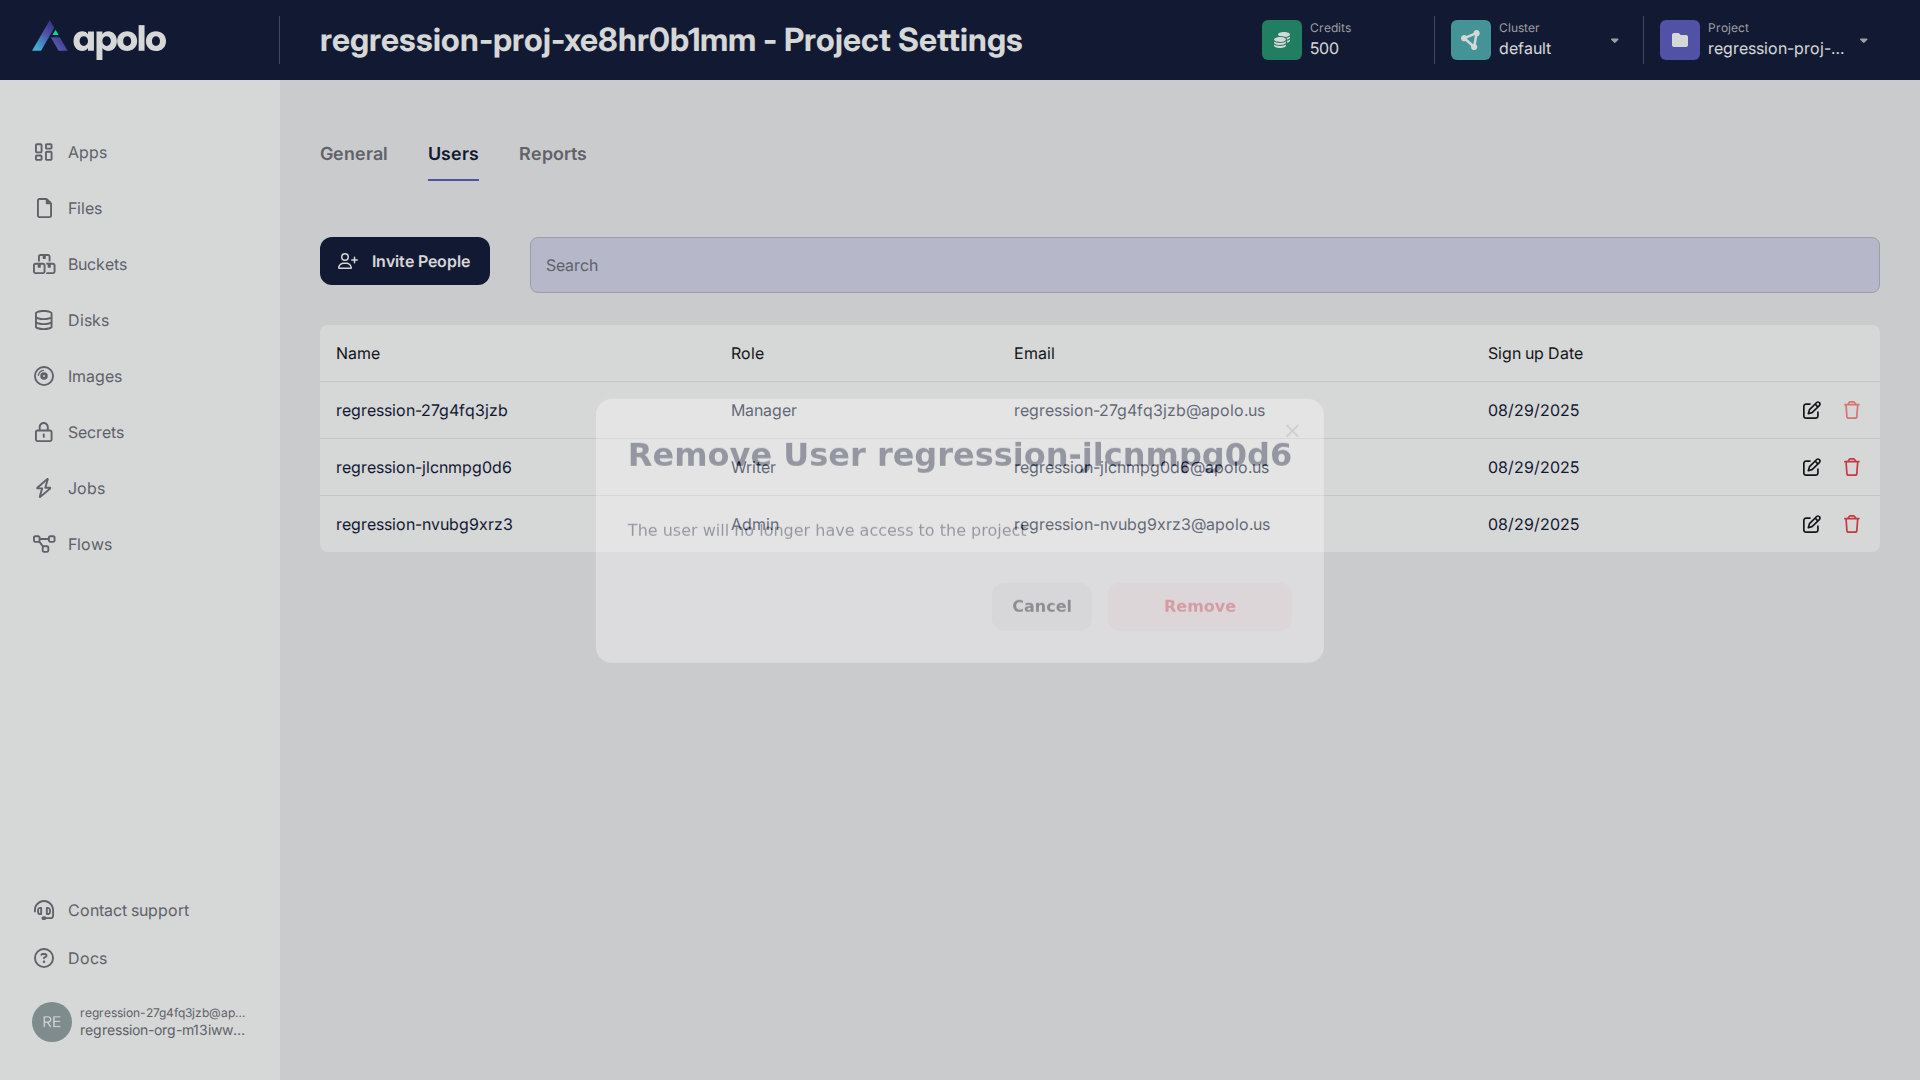 apolo
regression-proj-xe8hr0b1mm - Project Settings
Credits
500
Cluster
default
Project
regression-proj-...
Apps
Files
Buckets
Disks
Images
Secrets
Jobs
Flows
General Users Reports
Invite People
Search
Name Role Email Sign up Date
regression-27g4fq3jzb Manager regression-27g4fq3jzb@apolo.us 08/29/2025
regression-jlcnmpg0d6 Writer regression-jlcnmpg0d6@apolo.us 08/29/2025
regression-nvubg9xrz3 Admin regression-nvubg9xrz3@apolo.us 08/29/2025
Remove User regression-jlcnmpg0d6
The user will no longer have access to the project
Cancel Remove
Contact support
Docs
RE
regression-27g4fq3jzb@ap...
regression-org-m13iww...